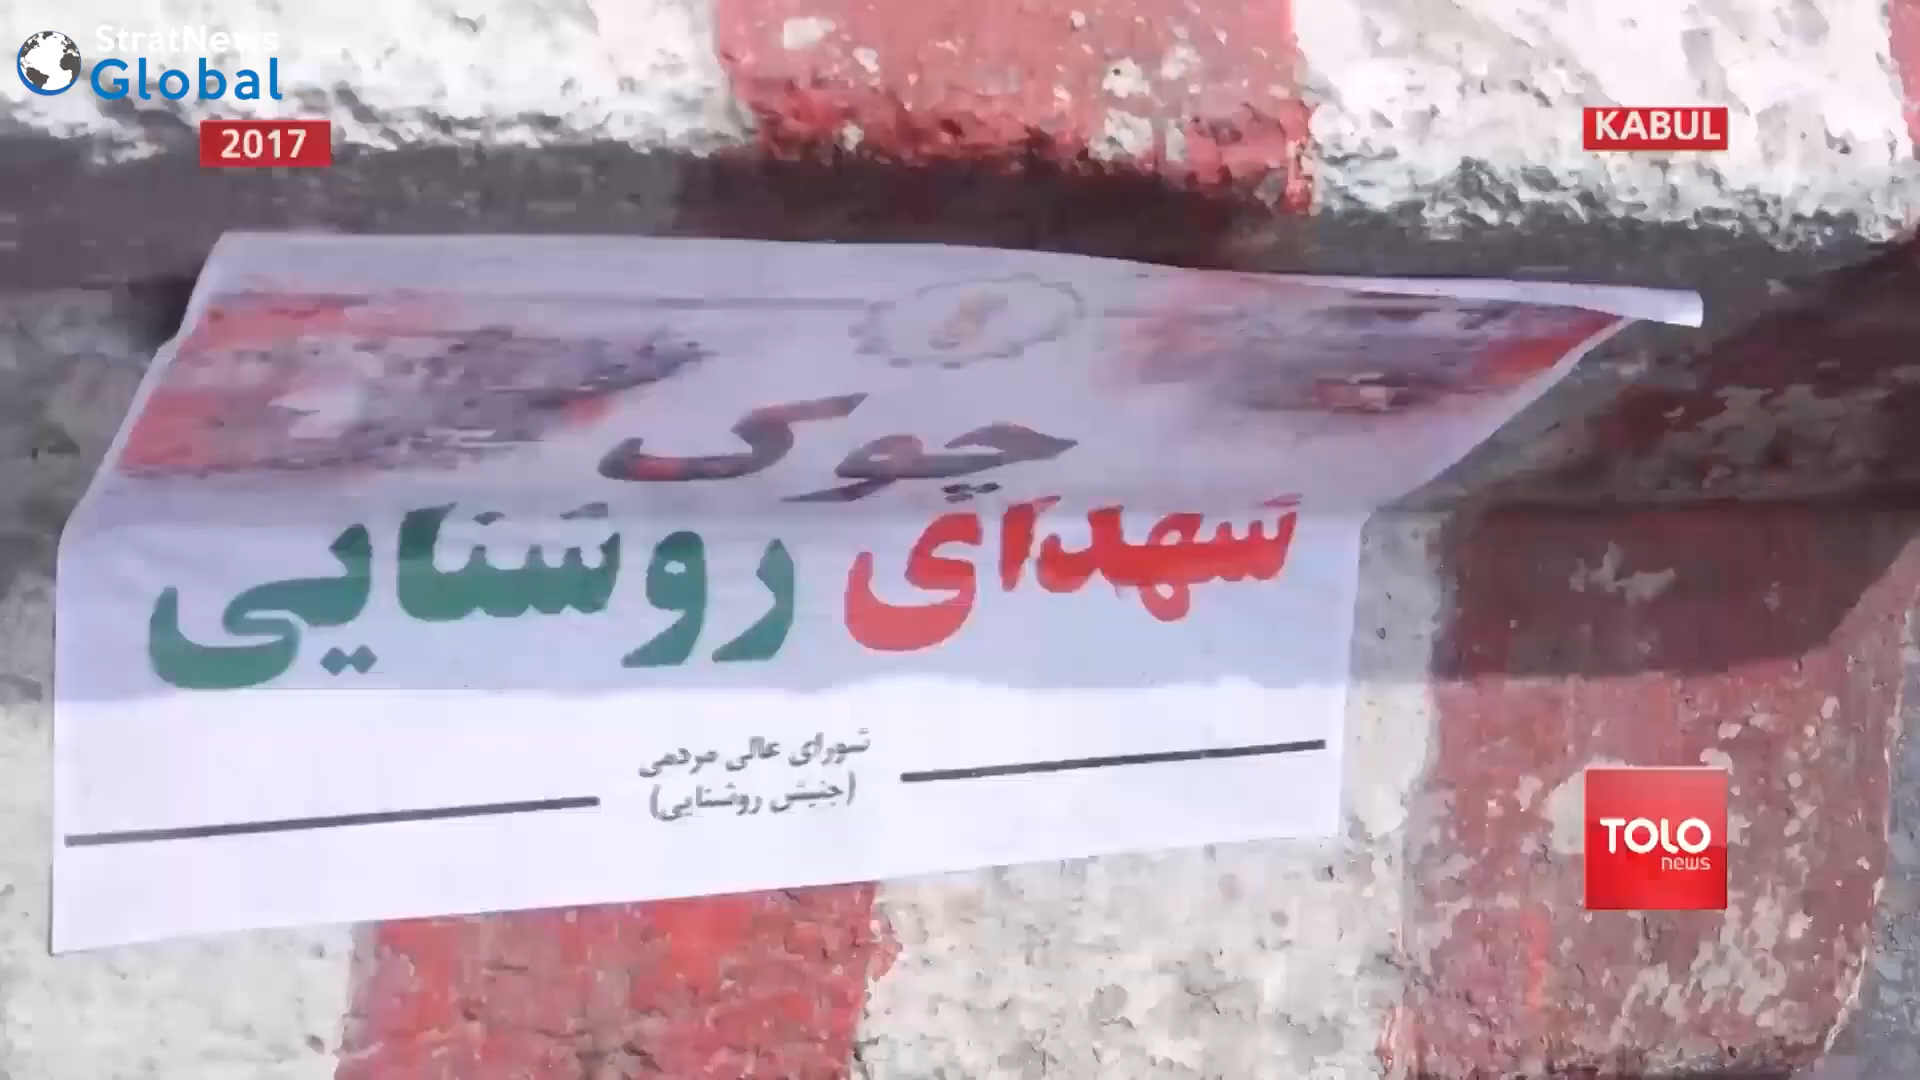 StratNews
Global
2017
KABUL
چوک
شهدای روشنایی
شورای عالی مردمی
(جنبش روشنایی)
TOLO
news